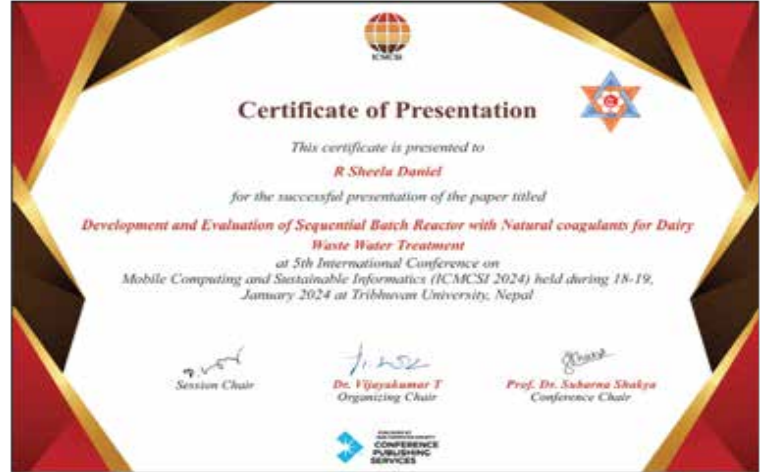 ICMCSI
Certificate of Presentation
This certificate is presented to
R Sheela Daniel
for the successful presentation of the paper titled
Development and Evaluation of Sequential Batch Reactor with Natural coagulants for Dairy
Waste Water Treatment
at 5th International Conference on
Mobile Computing and Sustainable Informatics (ICMCSI 2024) held during 18-19,
January 2024 at Tribhuvan University, Nepal
Session Chair
Dr. Vijayakumar T
Organizing Chair
Prof. Dr. Subarna Shakya
Conference Chair
CONFERENCE
PUBLISHING
SERVICES